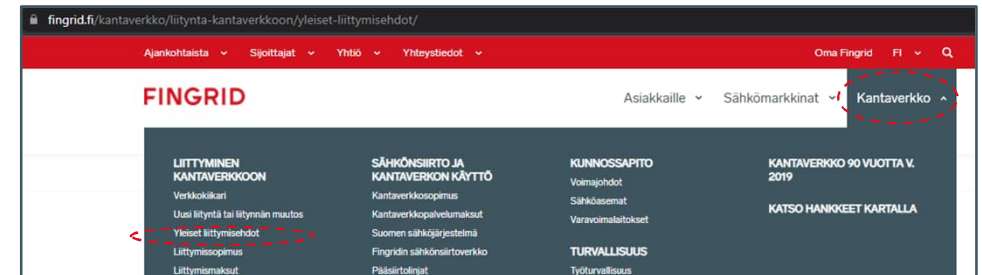 fingrid.fi/kantaverkko/liitynta-kantaverkkoon/yleiset-liittymisehdot/
Ajankohtaista Sijoittajat Yhtiö Yhteystiedot Oma Fingrid FI
FINGRID Asiakkaille Sähkömarkkinat Kantaverkko
LIITTYMINEN
KANTAVERKKOON
Verkkokiikari
Uusi liityntä tai liitynnän muutos
Yleiset liittymisehdot
Liittymissopimus
Liittymismaksut
SÄHKÖNSIIRTO JA
KANTAVERKON KÄYTTÖ
Kantaverkkosopimus
Kantaverkkopalvelumaksut
Suomen sähköjärjestelmä
Fingridin sähkönsiirtoverkko
Pääsiirtolinjat
KUNNOSSAPITO
Voimajohdot
Sähköasemat
Varavoimalaitokset
TURVALLISUUS
Työturvallisuus
KANTAVERKKO 90 VUOTTA V.
2019
KATSO HANKKEET KARTALLA